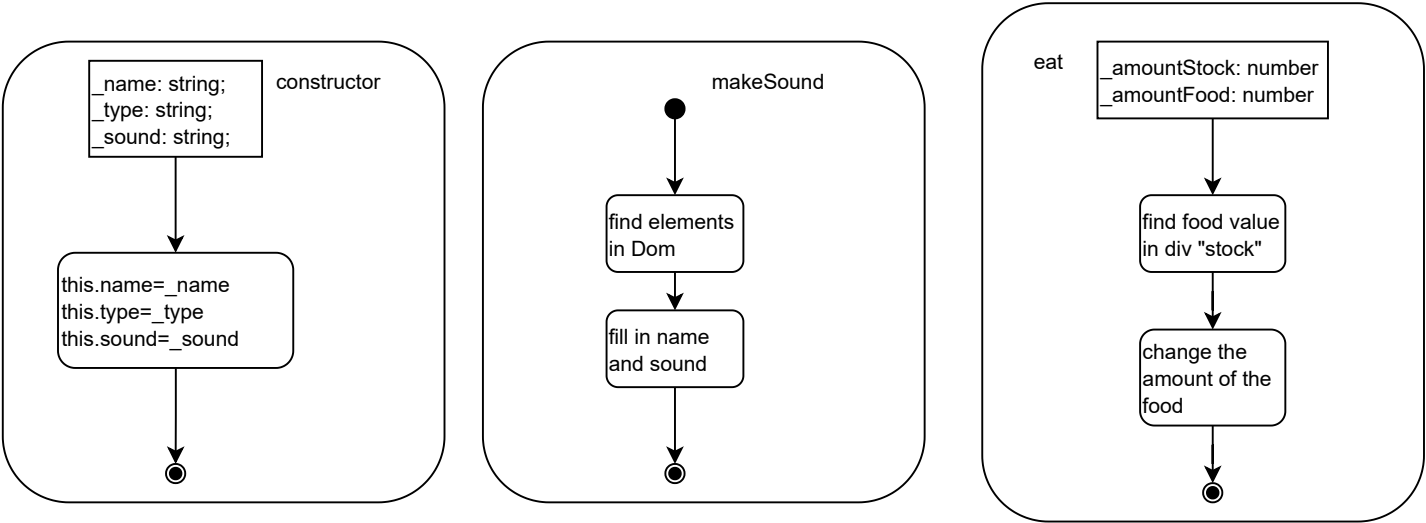 constructor
_name: string;
_type: string;
_sound: string;
this.name=_name
this.type=_type
this.sound=_sound
makeSound
find elements
in Dom
fill in name
and sound
eat
_amountStock: number
_amountFood: number
find food value
in div "stock"
change the
amount of the
food